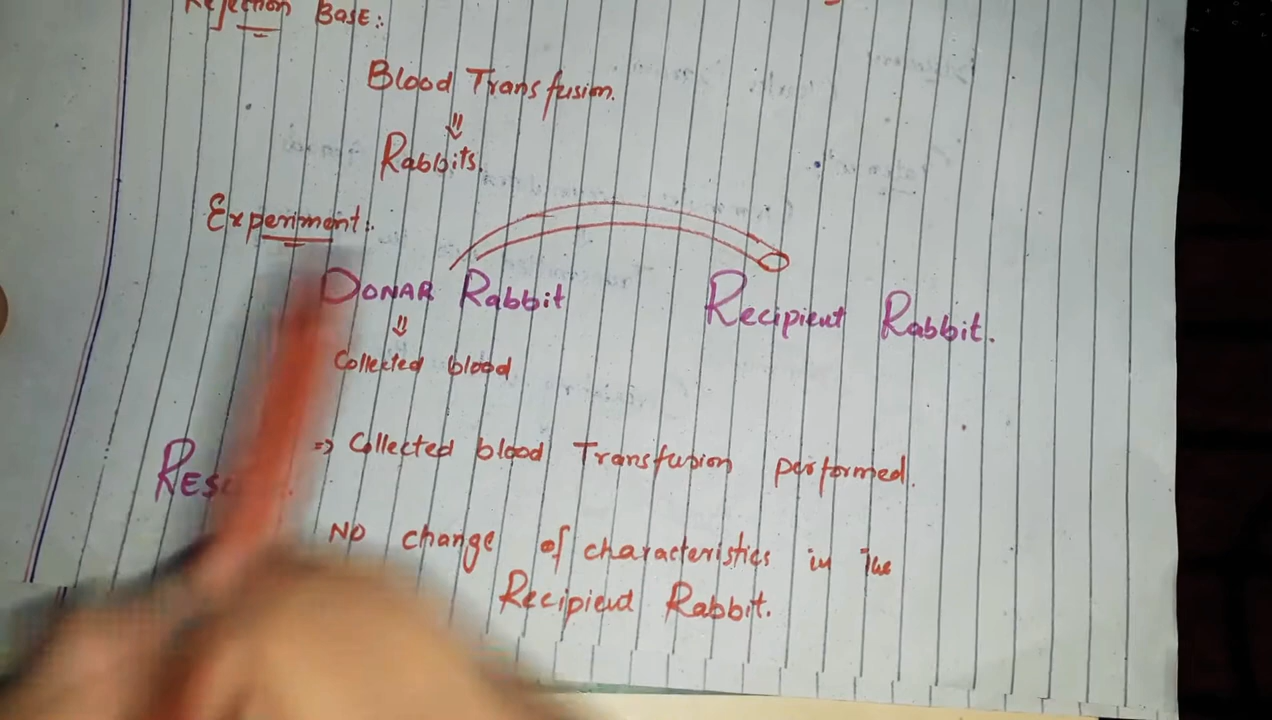 Rejection BASE:
Blood Transfusion.
⇓
Rabbits.
Experiment:
DONAR Rabbit
Recipient Rabbit.
⇓
Collected blood
⇒ Collected blood Transfusion performed.
No change of characteristics in the
Recipient Rabbit.